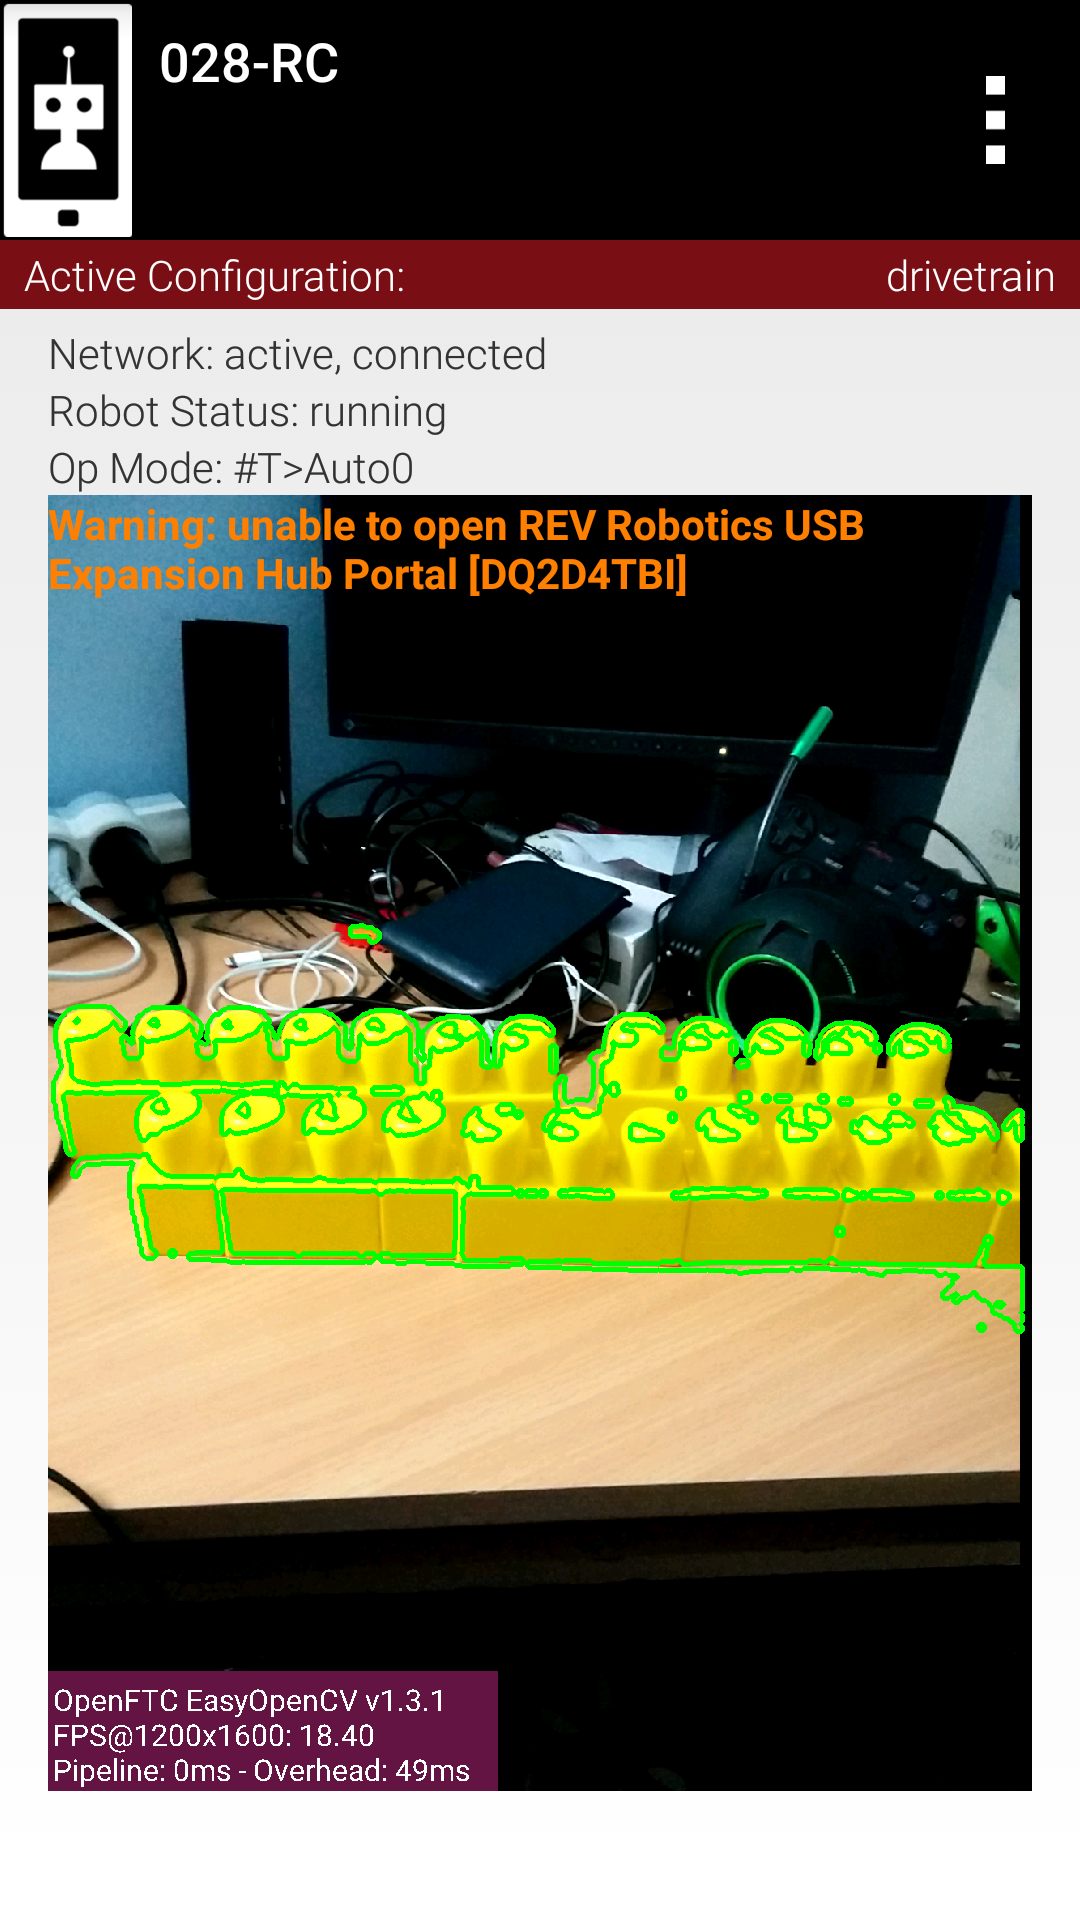 028-RC
Active Configuration: drivetrain
Network: active, connected
Robot Status: running
Op Mode: #T>Auto0
Warning: unable to open REV Robotics USB
Expansion Hub Portal [DQ2D4TBI]
OpenFTC EasyOpenCV v1.3.1
FPS@1200x1600: 18.40
Pipeline: 0ms - Overhead: 49ms